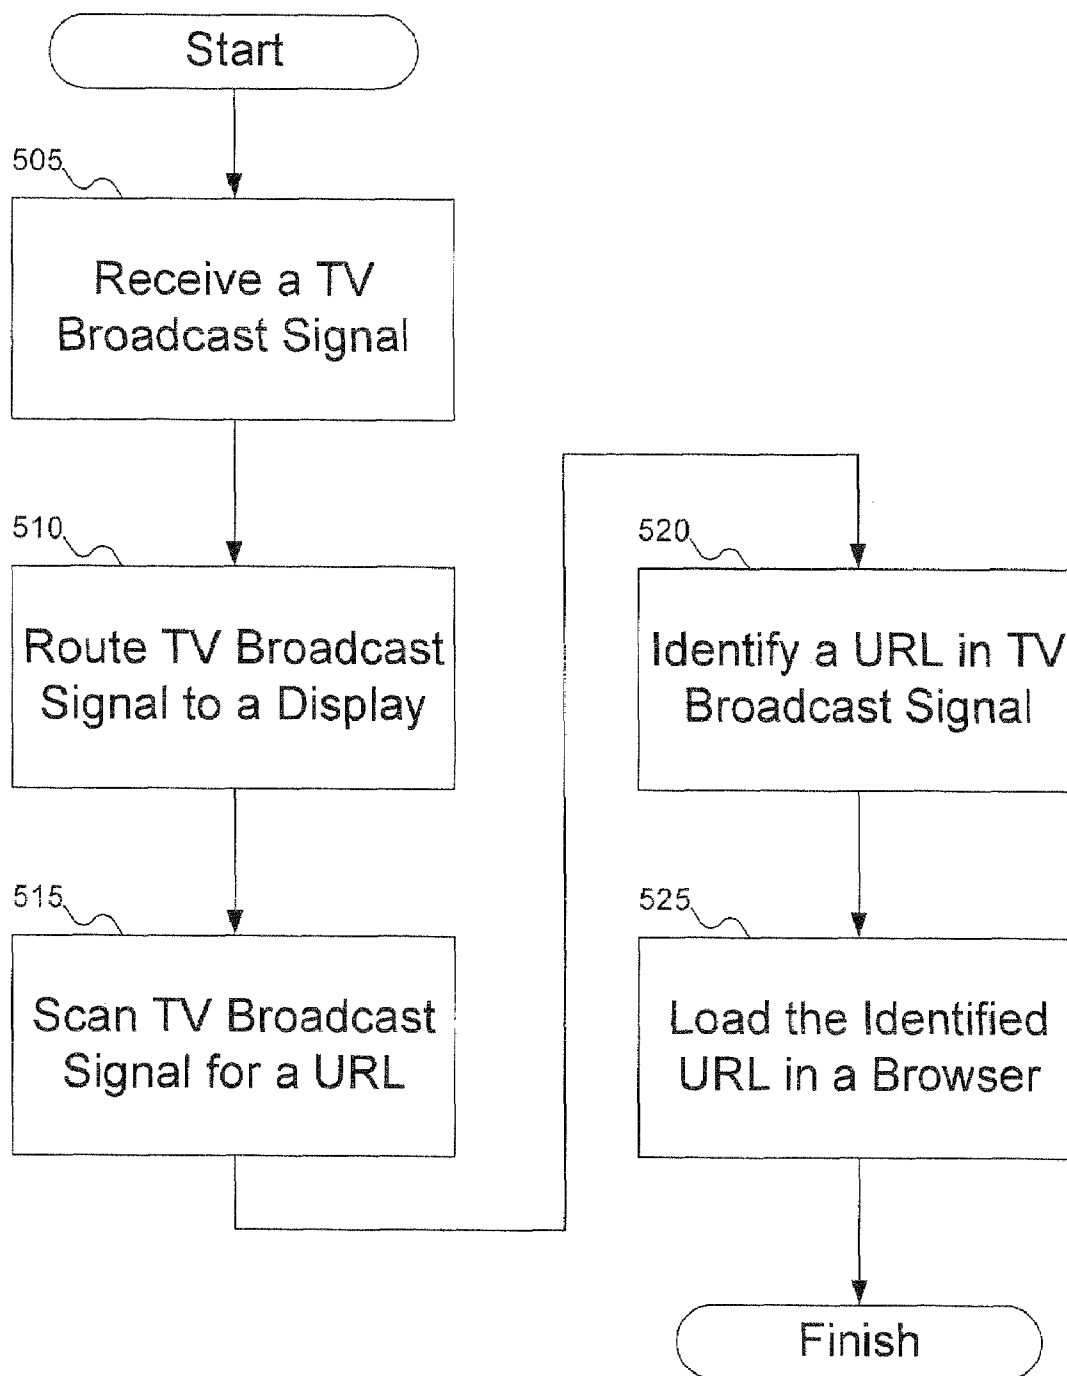 Start
505
Receive a TV
Broadcast Signal
510
Route TV Broadcast
Signal to a Display
515
Scan TV Broadcast
Signal for a URL
520
Identify a URL in TV
Broadcast Signal
525
Load the Identified
URL in a Browser
Finish